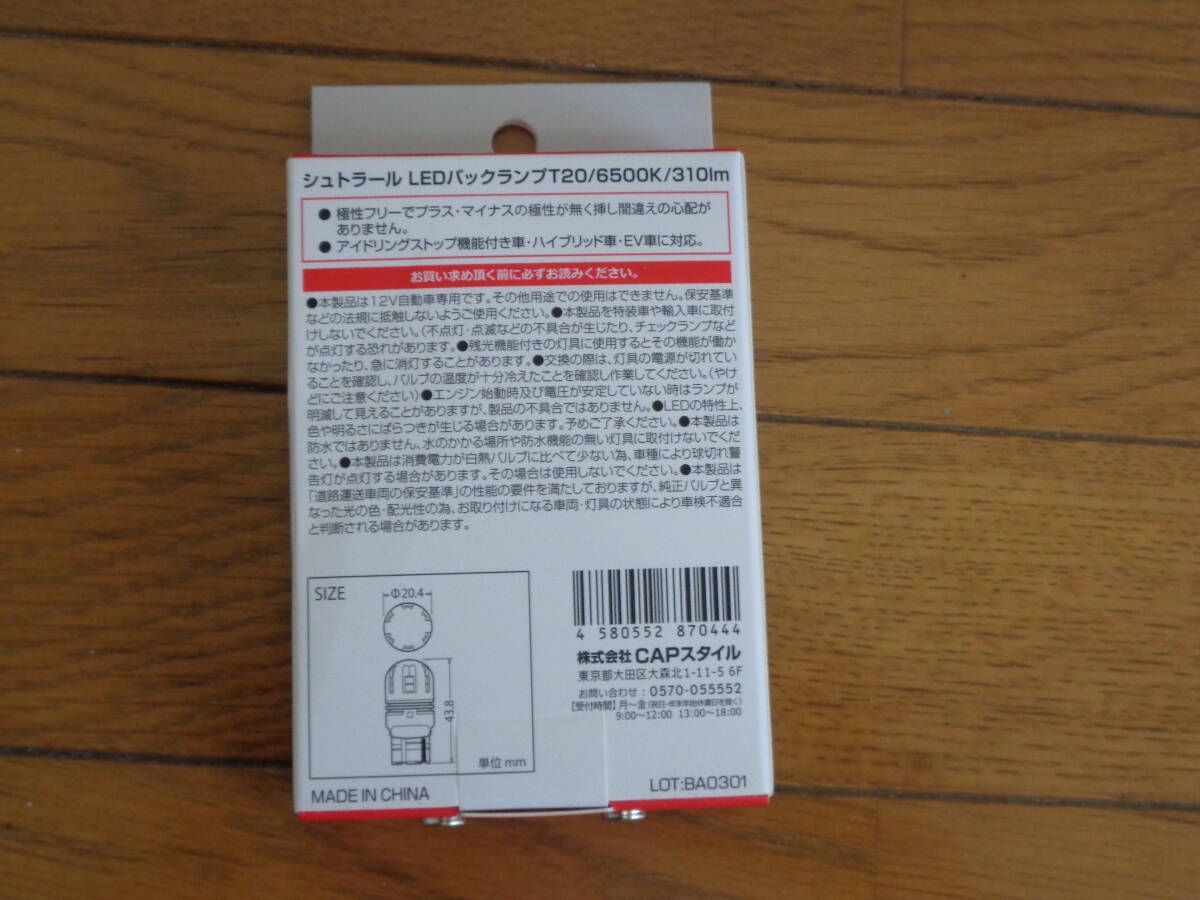 シュトラール LEDバックランプT20/6500K/310lm
● 極性フリーでプラス・マイナスの極性が無く挿し間違えの心配が
ありません。
● アイドリングストップ機能付き車・ハイブリッド車・EV車に対応。
お買い求め頂く前に必ずお読みください。
●本製品は12V自動車専用です。その他用途での使用はできません。保安基準
などの法規に抵触しないようご使用ください。●本製品を特装車や輸入車に取付
けしないでください。(不点灯・点滅などの不具合が生じたり、チェックランプなど
が点灯する恐れがあります。●残光機能付きの灯具に使用するとその機能が働か
なかったり、急に消灯することがあります。●交換の際は、灯具の電源が切れてい
ることを確認し、バルブの温度が十分冷えたことを確認し作業してください。(やけ
どにご注意ください)●エンジン始動時及び電圧が安定していない時はランプが
明滅して見えることがありますが、製品の不具合ではありません。●LEDの特性上、
色や明るさにばらつきが生じる場合があります。予めご了承ください。●本製品は
防水ではありません、水のかかる場所や防水機能の無い灯具に取付けないでくだ
さい。●本製品は消費電力が白熱バルブに比べて少ない為、車種により球切れ警
告灯が点灯する場合があります。その場合は使用しないでください。●本製品は
「道路運送車両の保安基準」の性能の要件を満たしておりますが、純正バルブと異
なった光の色・配光性の為、お取り付けになる車両・灯具の状態により車検不適合
と判断される場合があります。
SIZE
Φ20.4
43.8
単位 mm
4 580552 870444
株式会社 CAPスタイル
東京都大田区大森北1-11-5 6F
お問い合わせ : 0570-055552
【受付時間】月〜金(祝日・年末年始休業日を除く)
9:00〜12:00 13:00〜18:00
MADE IN CHINA
LOT:BA0301